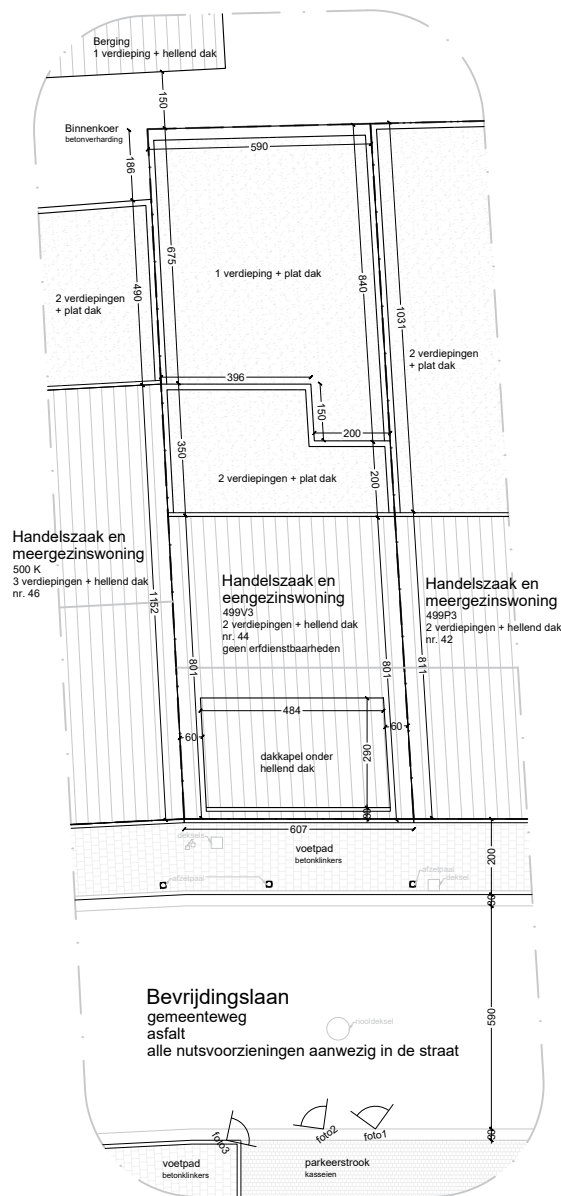 Berging
1 verdieping + hellend dak
150
Binnenkoer
betonverharding
186
590
675
840
1031
1 verdieping + plat dak
490
2 verdiepingen
+ plat dak
2 verdiepingen
+ plat dak
396
150
200
350
200
2 verdiepingen + plat dak
Handelszaak en
meergezinswoning
500 K
3 verdiepingen + hellend dak
nr. 46
1152
Handelszaak en
eengezinswoning
499V3
2 verdiepingen + hellend dak
nr. 44
geen erfdienstbaarheden
Handelszaak en
meergezinswoning
499P3
2 verdiepingen + hellend dak
nr. 42
801
801
811
484
60
60
290
dakkapel onder
hellend dak
607
voetpad
betonklinkers
deksels
200
afzetpaal
afzetpaal
deksel
590
Bevrijdingslaan
gemeenteweg
asfalt
alle nutsvoorzieningen aanwezig in de straat
riooldeksel
foto3
foto2
foto1
voetpad
betonklinkers
parkeerstrook
kasseien